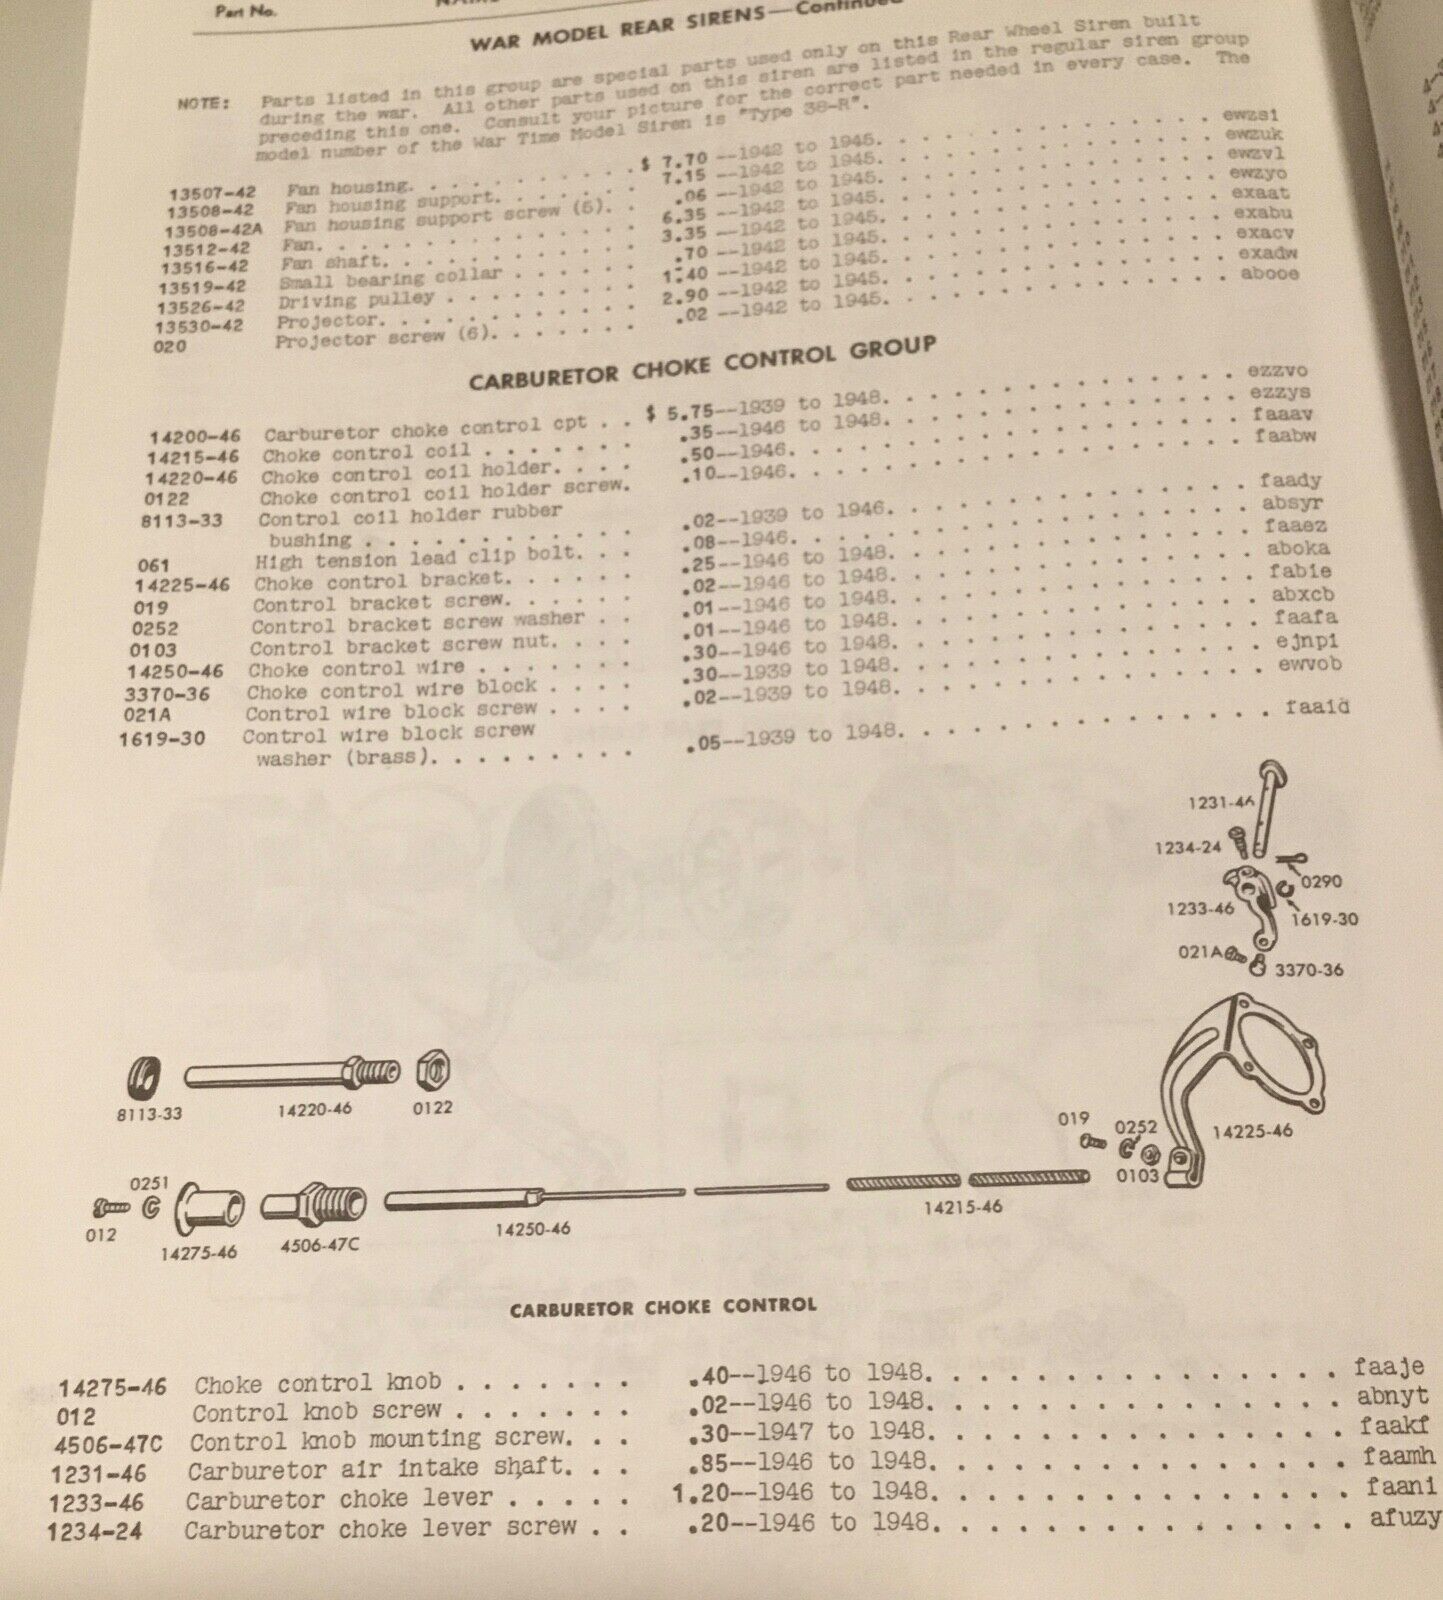 Part No.
WAR MODEL REAR SIRENS—Continued
NOTE: Parts listed in this group are special parts used only on this Rear Wheel Siren built
during the war. All other parts used on this siren are listed in the regular siren group
preceding this one. Consult your picture for the correct part needed in every case. The
model number of the War Time Model Siren is "Type 38-R".
13507-42 Fan housing. . . . . . . . . . $ 7.70--1942 to 1945. . . . . . . . . . . . . . . ewzsi
13508-42 Fan housing support. . . . . . . 7.15--1942 to 1945. . . . . . . . . . . . . . . ewzuk
13508-42A Fan housing support screw (5). . .06--1942 to 1945. . . . . . . . . . . . . . . ewzvl
13512-42 Fan. . . . . . . . . . . . . 6.35--1942 to 1945. . . . . . . . . . . . . . . ewzyo
13516-42 Fan shaft. . . . . . . . . . 3.35--1942 to 1945. . . . . . . . . . . . . . . exaat
13519-42 Small bearing collar . . . . . . .70--1942 to 1945. . . . . . . . . . . . . . . exabu
13526-42 Driving pulley . . . . . . . . 1.40--1942 to 1945. . . . . . . . . . . . . . . exacv
13530-42 Projector. . . . . . . . . . . 2.90--1942 to 1945. . . . . . . . . . . . . . . exadw
020 Projector screw (6). . . . . . . .02--1942 to 1945. . . . . . . . . . . . . . . abooe
CARBURETOR CHOKE CONTROL GROUP
14200-46 Carburetor choke control cpt . . $ 5.75--1939 to 1948. . . . . . . . . . . . . . . ezzvo
14215-46 Choke control coil . . . . . . . .35--1946 to 1948. . . . . . . . . . . . . . . ezzys
14220-46 Choke control coil holder. . . . .50--1946. . . . . . . . . . . . . . . . . . . faaav
0122 Choke control coil holder screw. .10--1946. . . . . . . . . . . . . . . . . . . faabw
8113-33 Control coil holder rubber
bushing . . . . . . . . . . . . .02--1939 to 1946. . . . . . . . . . . . . . . faady
061 High tension lead clip bolt. . . .08--1946. . . . . . . . . . . . . . . . . . . absyr
14225-46 Choke control bracket. . . . . . .25--1946 to 1948. . . . . . . . . . . . . . . faaez
019 Control bracket screw. . . . . . .02--1946 to 1948. . . . . . . . . . . . . . . aboka
0252 Control bracket screw washer . . .01--1946 to 1948. . . . . . . . . . . . . . . fabie
0103 Control bracket screw nut. . . . .01--1946 to 1948. . . . . . . . . . . . . . . abxcb
14250-46 Choke control wire . . . . . . . .30--1946 to 1948. . . . . . . . . . . . . . . faafa
3370-36 Choke control wire block . . . . .30--1939 to 1948. . . . . . . . . . . . . . . ejnpi
021A Control wire block screw . . . . .02--1939 to 1948. . . . . . . . . . . . . . . ewvob
1619-30 Control wire block screw
washer (brass). . . . . . . . . .05--1939 to 1948. . . . . . . . . . . . . . . faaid
1231-46
1234-24
0290
1233-46
1619-30
021A
3370-36
8113-33
14220-46
0122
019
0252
14225-46
0103
0251
012
14275-46
4506-47C
14250-46
14215-46
CARBURETOR CHOKE CONTROL
14275-46 Choke control knob . . . . . . . .40--1946 to 1948. . . . . . . . . . . . . . . faaje
012 Control knob screw . . . . . . . .02--1946 to 1948. . . . . . . . . . . . . . . abnyt
4506-47C Control knob mounting screw. . . .30--1947 to 1948. . . . . . . . . . . . . . . faakf
1231-46 Carburetor air intake shaft. . . .85--1946 to 1948. . . . . . . . . . . . . . . faamh
1233-46 Carburetor choke lever . . . . . 1.20--1946 to 1948. . . . . . . . . . . . . . . faani
1234-24 Carburetor choke lever screw . . .20--1946 to 1948. . . . . . . . . . . . . . . afuzy